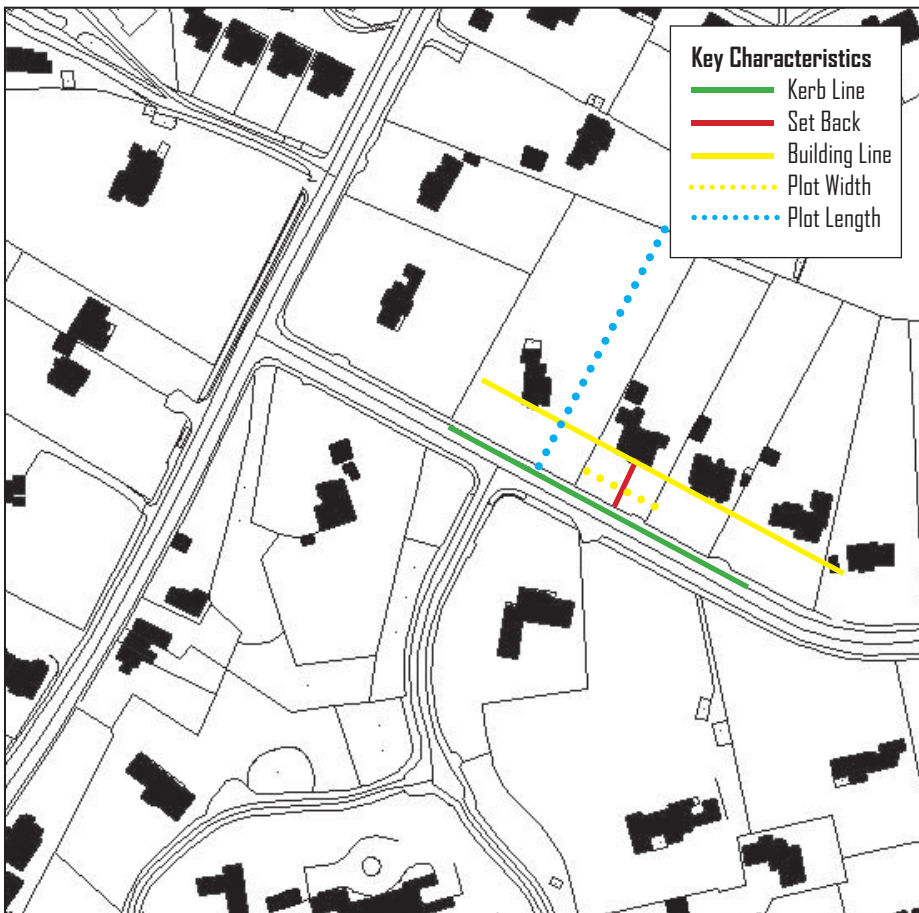 Key Characteristics
Kerb Line
Set Back
Building Line
Plot Width
Plot Length